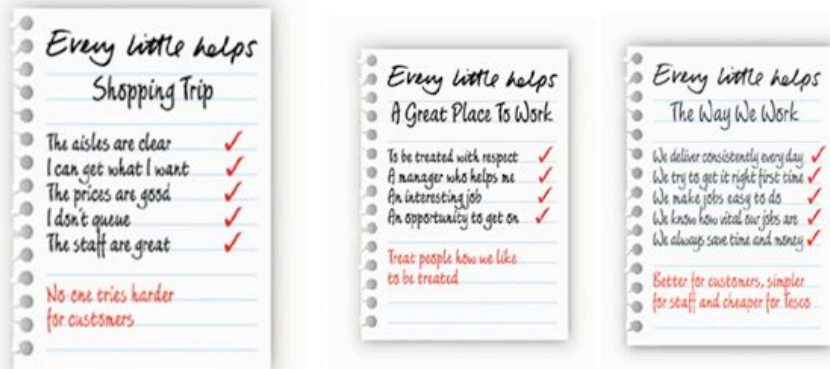 Every little helps
Shopping Trip
The aisles are clear ✓
I can get what I want ✓
The prices are good ✓
I don't queue ✓
The staff are great ✓
No one tries harder
for customers
Every little helps
A Great Place To Work
To be treated with respect ✓
A manager who helps me ✓
An interesting job ✓
An opportunity to get on ✓
Treat people how we like
to be treated
Every little helps
The Way We Work
We deliver consistently every day ✓
We try to get it right first time ✓
We make jobs easy to do ✓
We know how vital our jobs are ✓
We always save time and money ✓
Better for customers, simpler
for staff and cheaper for Tesco